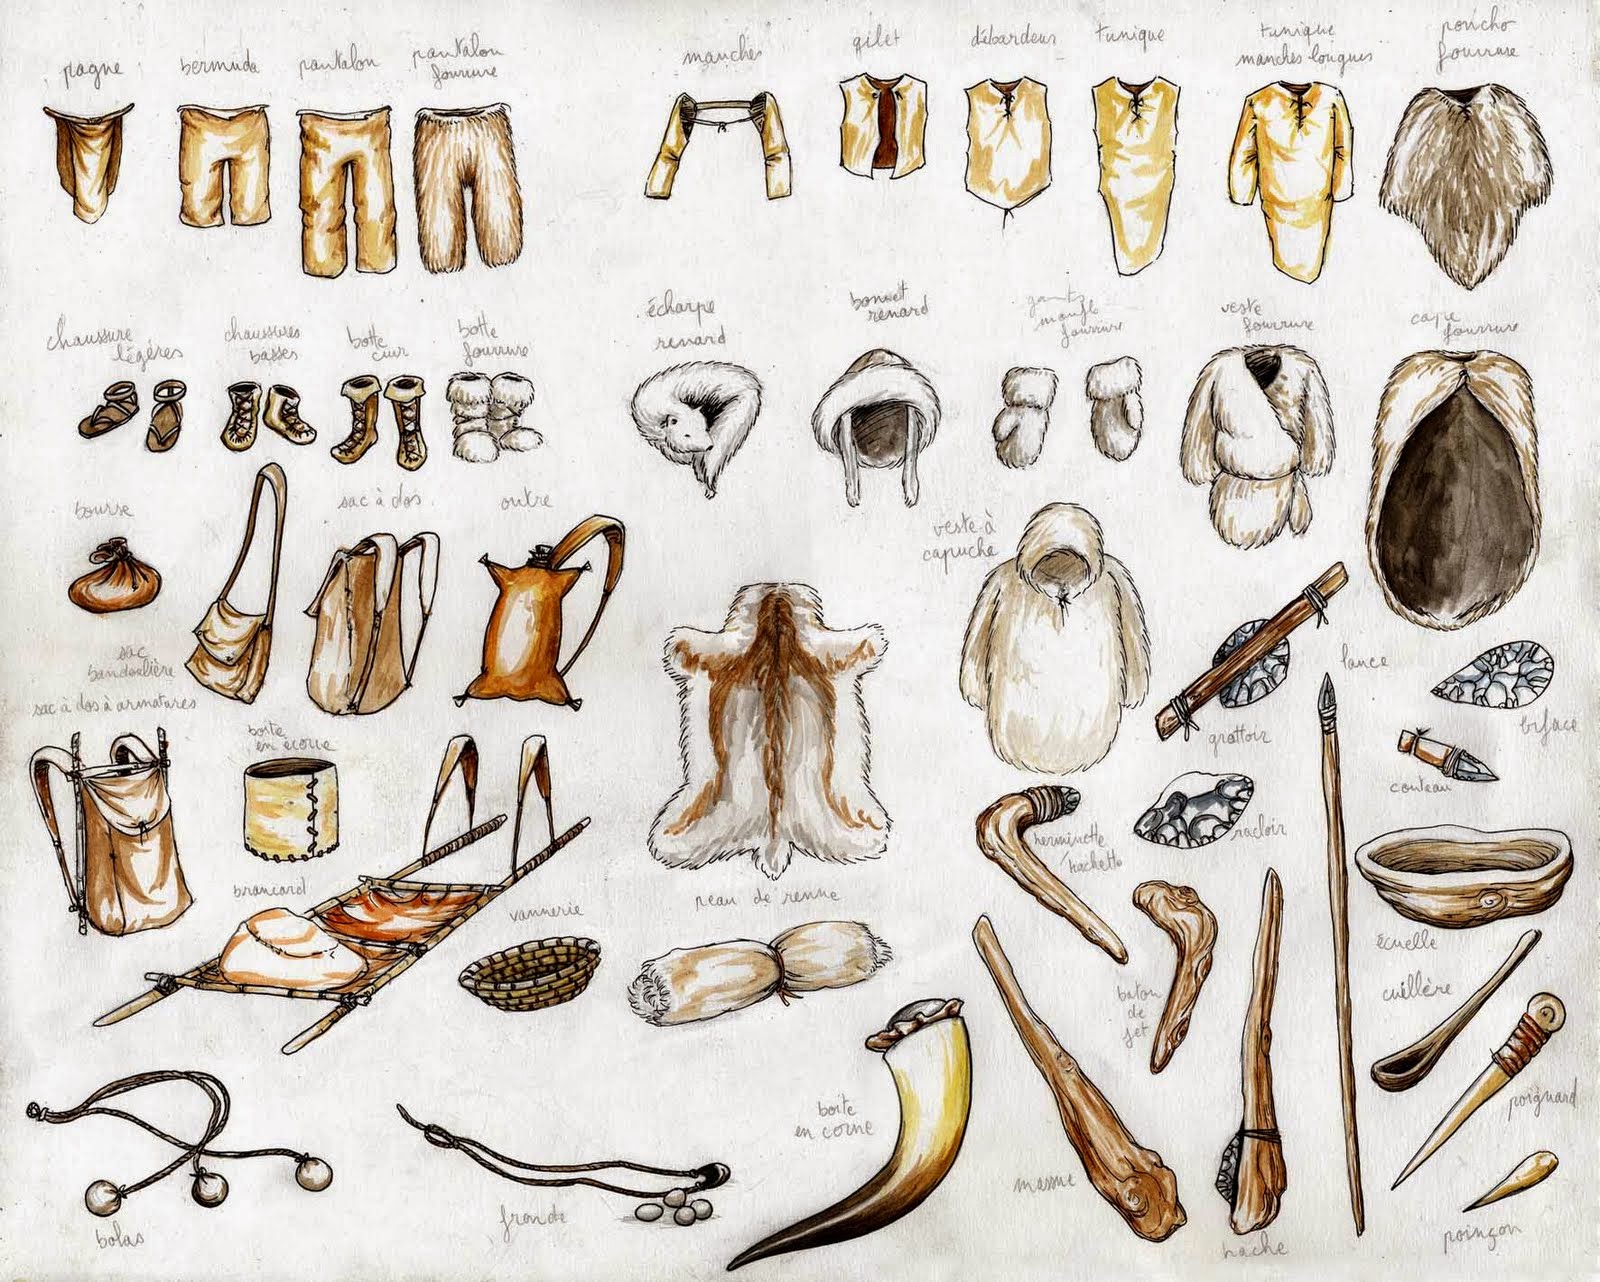 pagne
bermuda
pantalon
pantalon
fourrure
manches
gilet
débardeur
tunique
tunique
manches longues
poncho
fourrure
chaussure
légères
chaussures
basses
botte
cuir
botte
fourrure
écharpe
renard
bonnet
renard
gants
moufle
fourrure
veste
fourrure
cape
fourrure
bourse
sac
bandoulière
sac à dos
outre
veste à
capuche
sac à dos à armatures
boite
en écorce
brancard
vannerie
peau de renne
grattoir
lance
biface
couteau
herminette
hachette
racloir
baton
de
jet
écuelle
cuillère
poignard
poinçon
bolas
fronde
boite
en corne
massue
hache